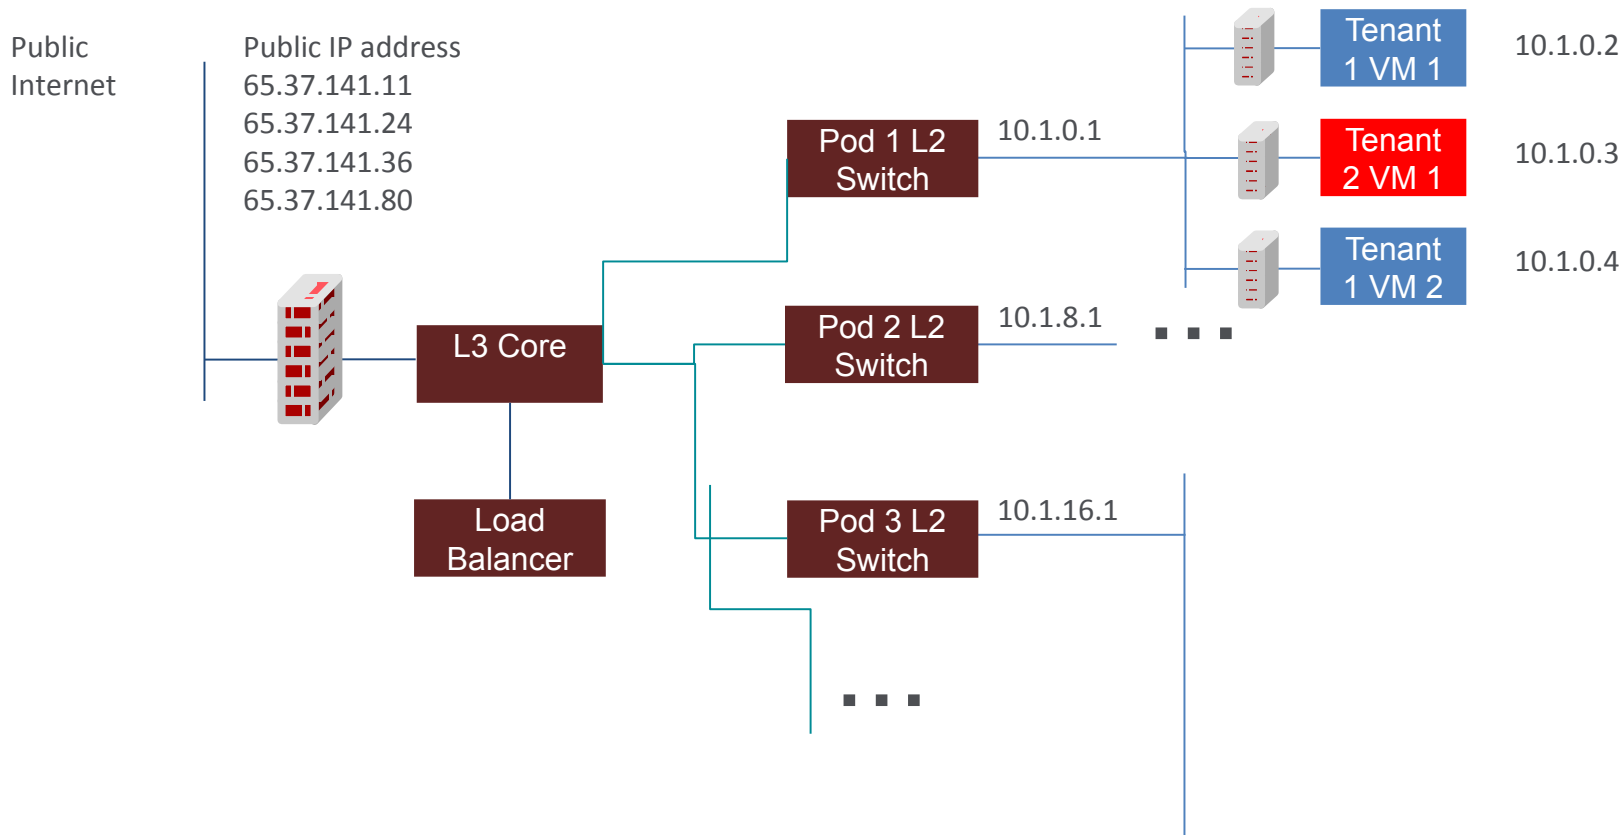 Public
Internet
Public IP address
65.37.141.11
65.37.141.24
65.37.141.36
65.37.141.80
L3 Core
Load
Balancer
Pod 1 L2
Switch
10.1.0.1
Pod 2 L2
Switch
10.1.8.1
Pod 3 L2
Switch
10.1.16.1
Tenant
1 VM 1
10.1.0.2
Tenant
2 VM 1
10.1.0.3
Tenant
1 VM 2
10.1.0.4